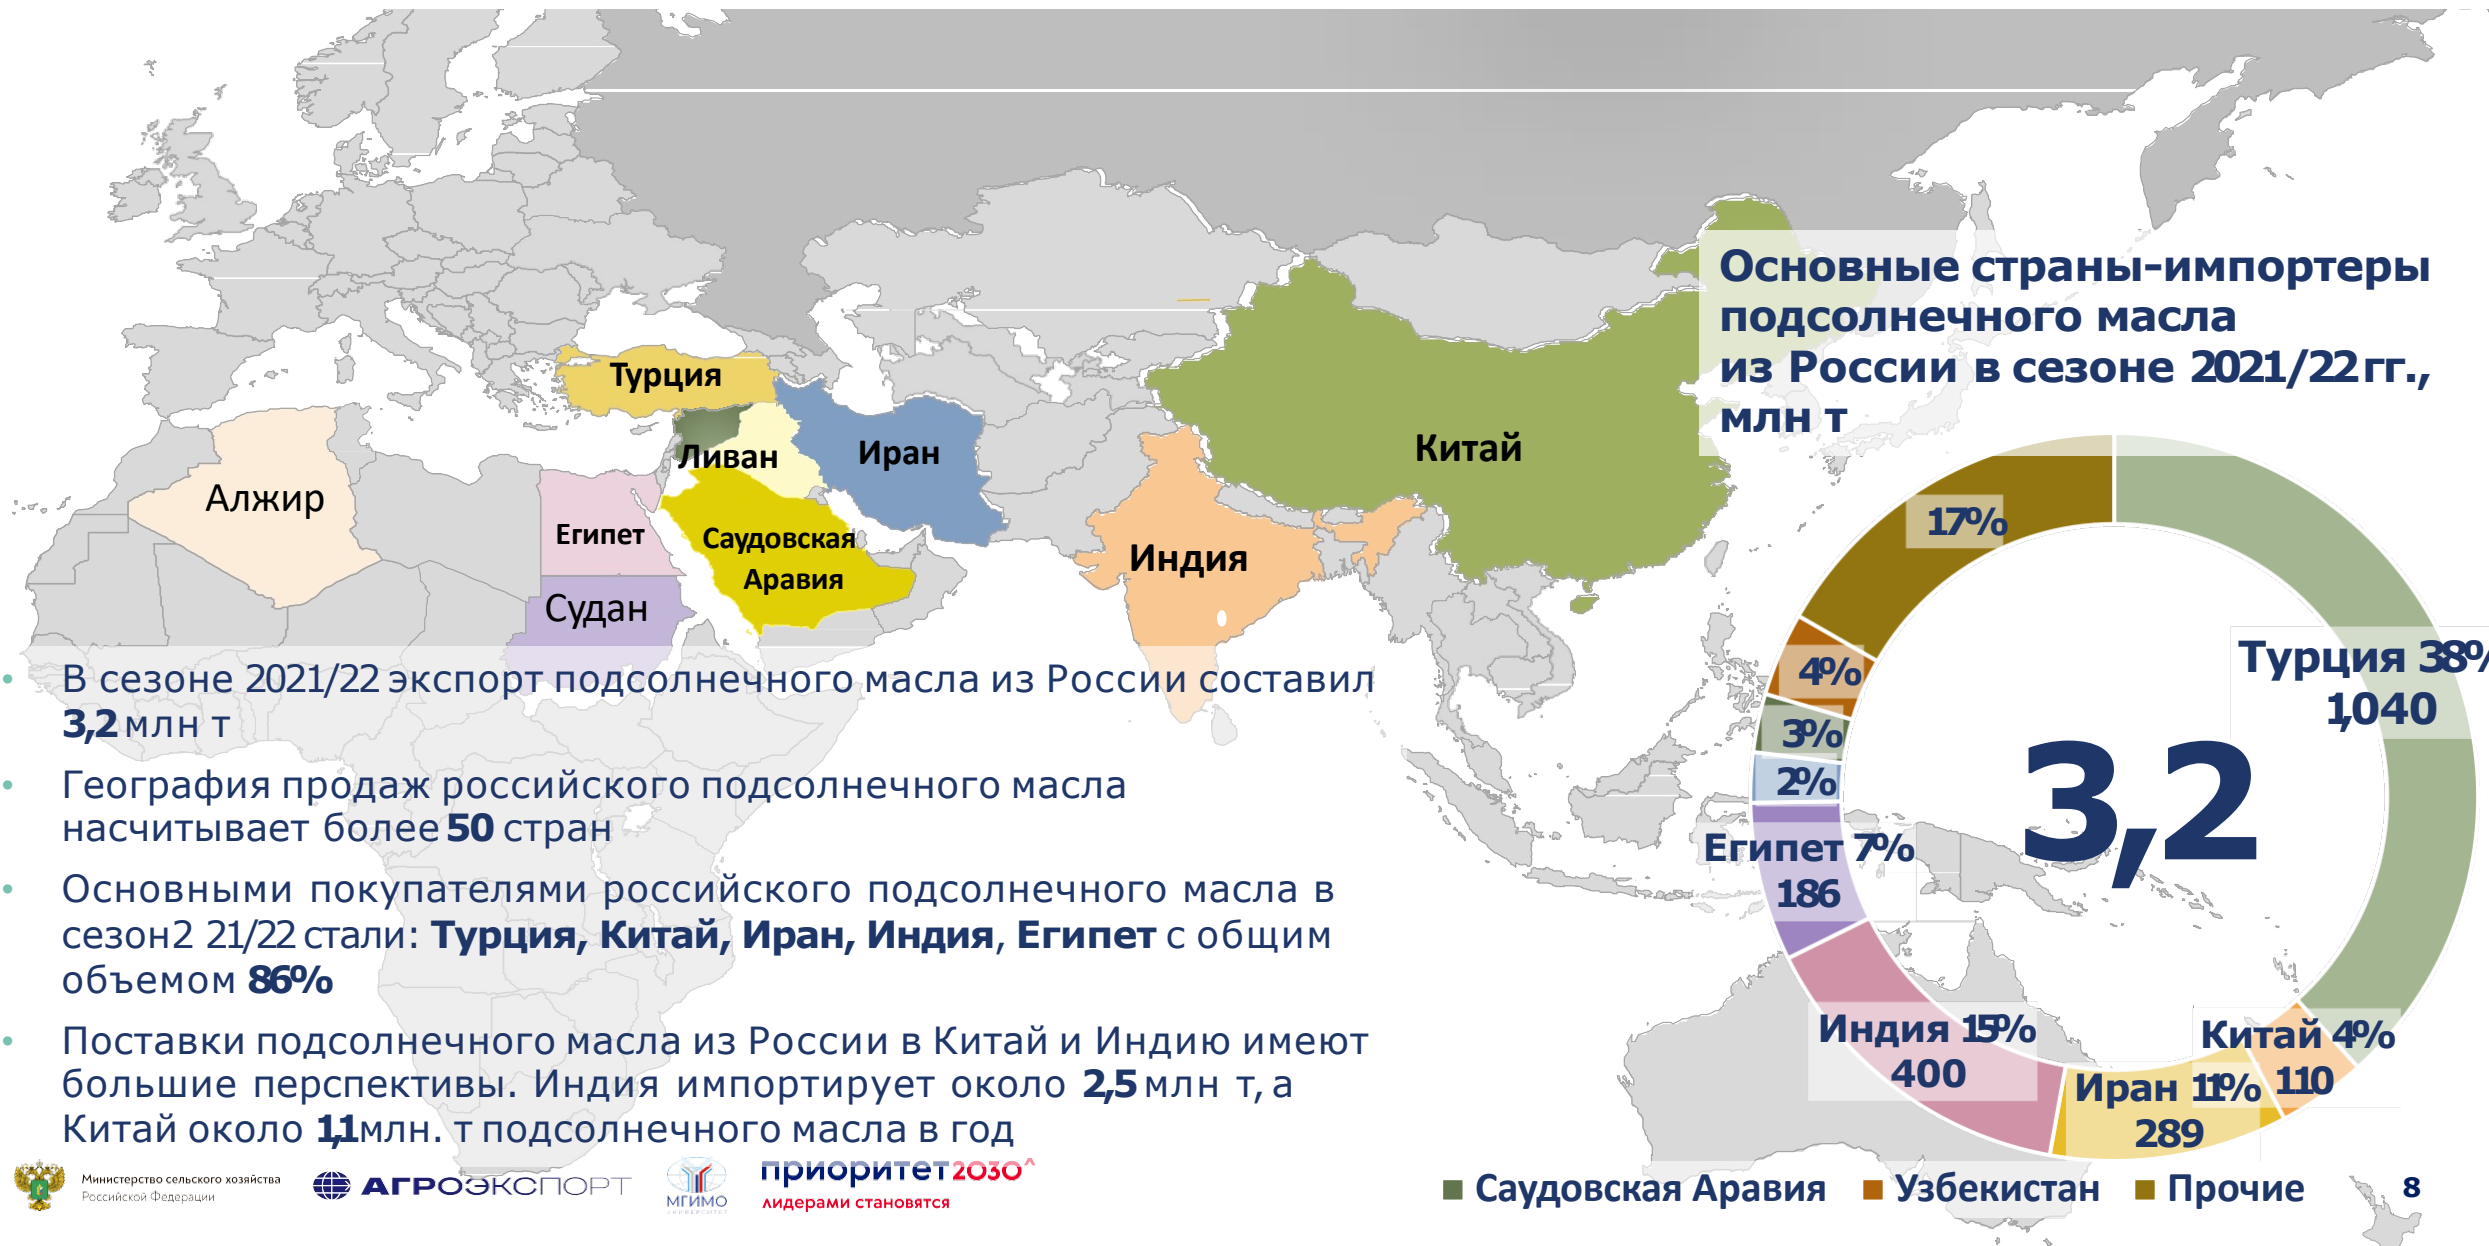 Основные страны-импортеры
подсолнечного масла
из России в сезоне 2021/22 гг.,
млн т
Турция
Ливан
Иран
Китай
Алжир
Египет
Саудовская
Аравия
Индия
Судан
17%
4%
3%
2%
Турция 38%
1,040
3,2
Египет 7%
186
Индия 15%
400
Иран 11%
289
Китай 4%
110
• В сезоне 2021/22 экспорт подсолнечного масла из России составил
3,2 млн т
• География продаж российского подсолнечного масла
насчитывает более 50 стран
• Основными покупателями российского подсолнечного масла в
сезон2 21/22 стали: Турция, Китай, Иран, Индия, Египет с общим
объемом 86%
• Поставки подсолнечного масла из России в Китай и Индию имеют
большие перспективы. Индия импортирует около 2,5 млн т, а
Китай около 1,1 млн. т подсолнечного масла в год
Министерство сельского хозяйства
Российской Федерации
АГРОЭКСПОРТ
МГИМО
УНИВЕРСИТЕТ
приоритет2030^
лидерами становятся
Саудовская Аравия
Узбекистан
Прочие
8